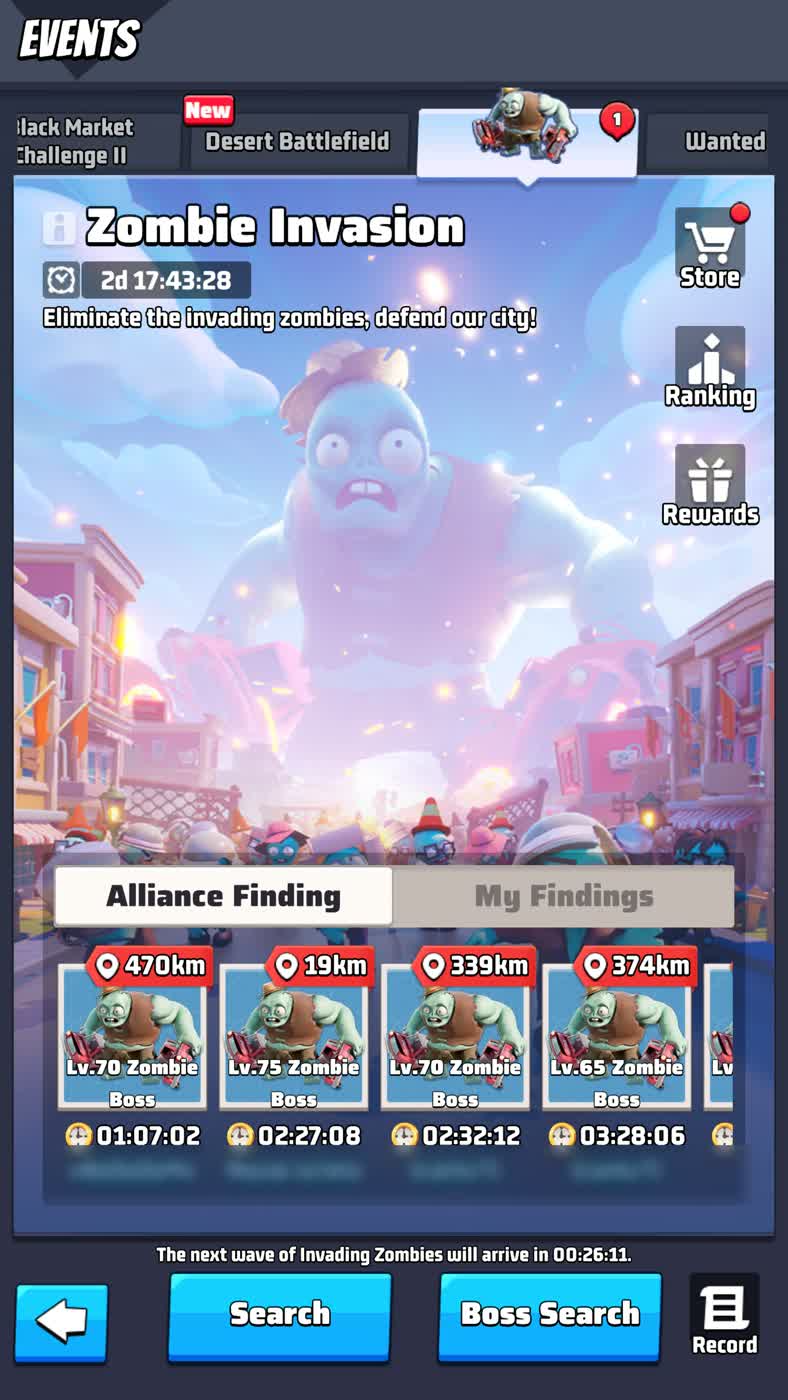 EVENTS
New
Black Market
Challenge II
Desert Battlefield
1
Wanted
Zombie Invasion
Store
2d 17:43:28
Eliminate the invading zombies, defend our city!
Ranking
Rewards
Alliance Finding
My Findings
470km
19km
339km
374km
Lv.70 Zombie
Boss
Lv.75 Zombie
Boss
Lv.70 Zombie
Boss
Lv.65 Zombie
Boss
Lv
01:07:02
02:27:08
02:32:12
03:28:06
The next wave of Invading Zombies will arrive in 00:26:11.
Search
Boss Search
Record